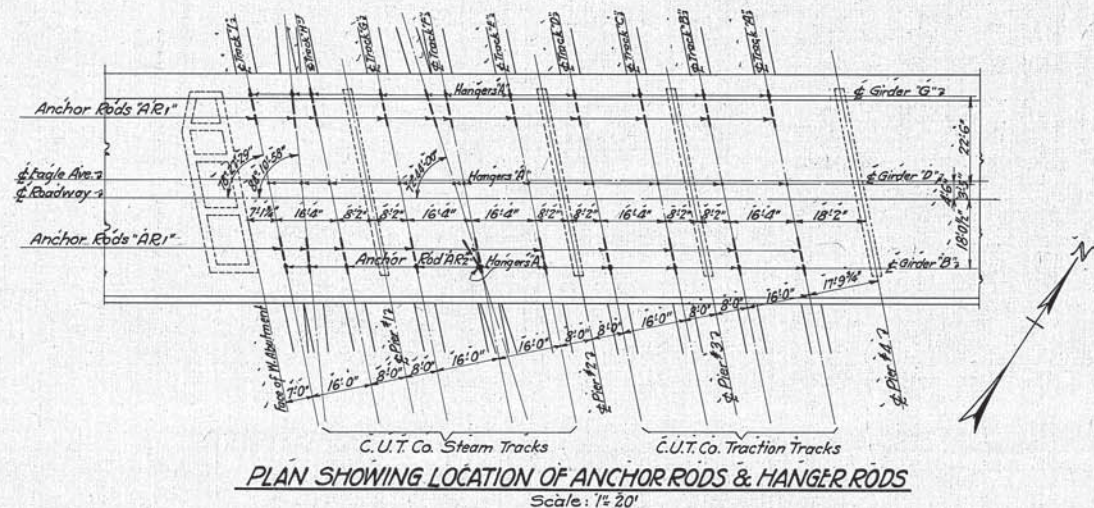 ℄ Track "I"
℄ Track "H"
℄ Track "G"
℄ Track "F"
℄ Track "E"
℄ Track "D"
℄ Track "C"
℄ Track "B"
℄ Track "A"
Hangers "A"
℄ Girder "G"
Anchor Rods "AR1"
22'-6"
℄ Eagle Ave.
℄ Roadway
Hangers "A"
℄ Girder "D"
4'-6"
7'-1¾" 16'-4" 8'-2" 8'-2" 16'-4" 16'-4" 8'-2" 8'-2" 16'-4" 8'-2" 8'-2" 16'-4" 18'-2"
18'-0½"
Anchor Rods "AR1"
Anchor Rod "AR2"
Hangers "A"
℄ Girder "B"
Face of W. Abutment
℄ Pier #1
℄ Pier #2
℄ Pier #3
℄ Pier #4
7'-0" 16'-0" 8'-0" 8'-0" 16'-0" 16'-0" 8'-0" 8'-0" 16'-0" 8'-0" 8'-0" 16'-0" 17'-9¾"
N
C.U.T. Co. Steam Tracks
C.U.T. Co. Traction Tracks
PLAN SHOWING LOCATION OF ANCHOR RODS & HANGER RODS
Scale: 1"= 20'